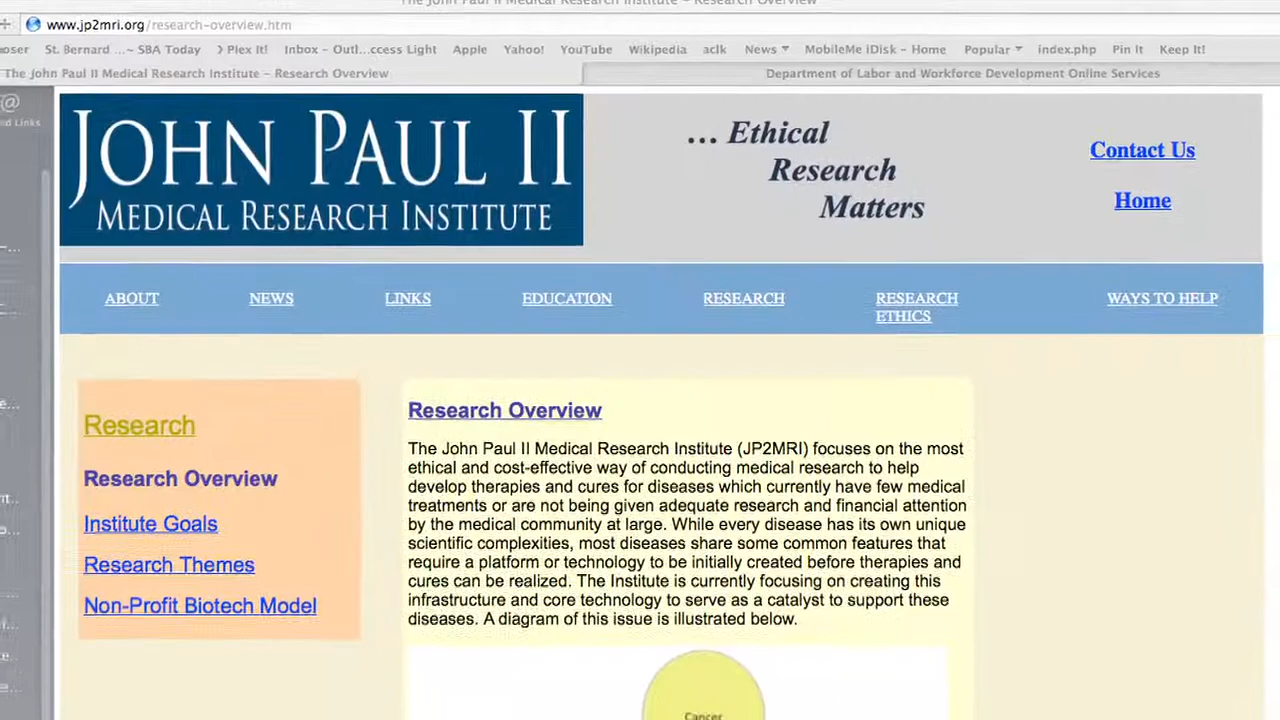 The John Paul II Medical Research Institute – Research Overview
www.jp2mri.org/research-overview.htm
St. Bernard ...~ SBA Today Plex It! Inbox – Outl...ccess Light Apple Yahoo! YouTube Wikipedia aclk News MobileMe iDisk – Home Popular index.php Pin It Keep It!
The John Paul II Medical Research Institute – Research Overview
Department of Labor and Workforce Development Online Services
JOHN PAUL II
MEDICAL RESEARCH INSTITUTE
... Ethical
Research
Matters
Contact Us
Home
ABOUT NEWS LINKS EDUCATION RESEARCH RESEARCH ETHICS WAYS TO HELP
Research
Research Overview
Institute Goals
Research Themes
Non-Profit Biotech Model
Research Overview
The John Paul II Medical Research Institute (JP2MRI) focuses on the most
ethical and cost-effective way of conducting medical research to help
develop therapies and cures for diseases which currently have few medical
treatments or are not being given adequate research and financial attention
by the medical community at large. While every disease has its own unique
scientific complexities, most diseases share some common features that
require a platform or technology to be initially created before therapies and
cures can be realized. The Institute is currently focusing on creating this
infrastructure and core technology to serve as a catalyst to support these
diseases. A diagram of this issue is illustrated below.
Cancer